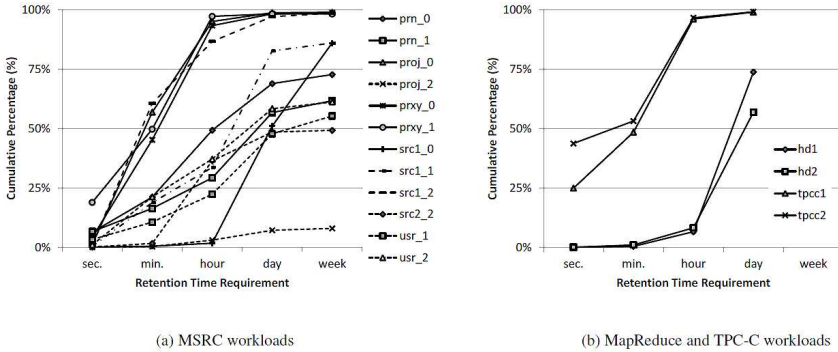 100%
75%
50%
25%
0%
Cumulative Percentage (%)
sec. min. hour day week
Retention Time Requirement
prn_0
prn_1
proj_0
proj_2
prxy_0
prxy_1
src1_0
src1_1
src1_2
src2_2
usr_1
usr_2
(a) MSRC workloads
100%
75%
50%
25%
0%
Cumulative Percentage (%)
sec. min. hour day week
Retention Time Requirement
hd1
hd2
tpcc1
tpcc2
(b) MapReduce and TPC-C workloads